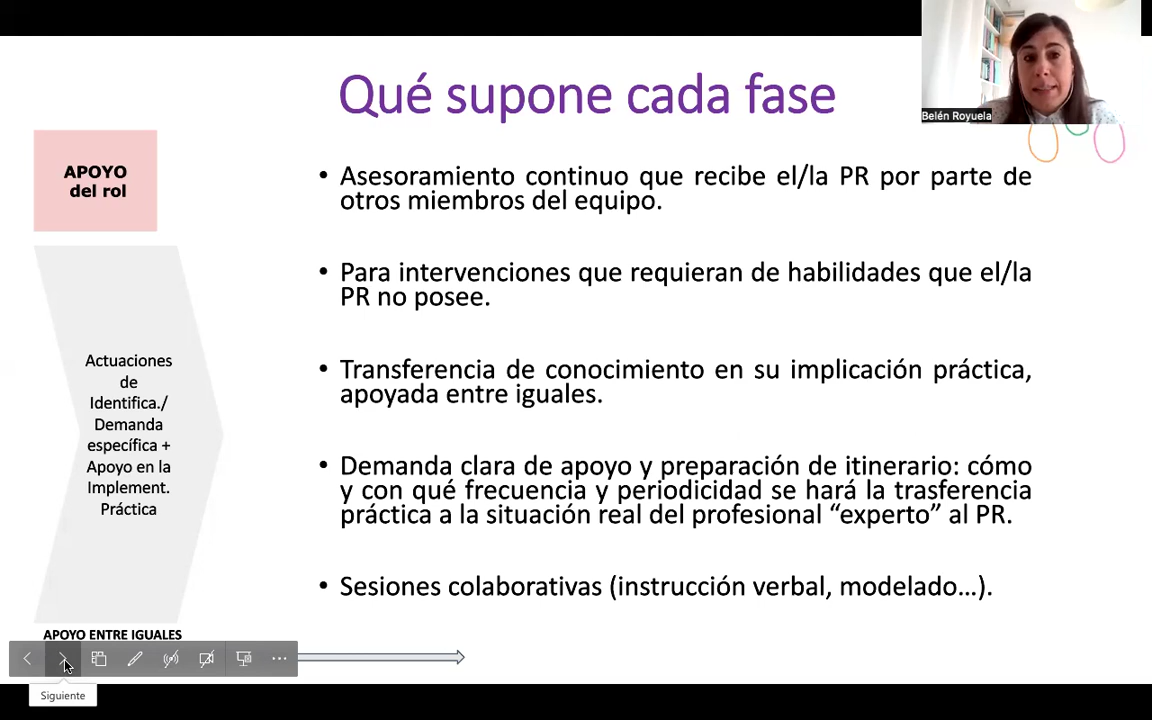 Qué supone cada fase
Belén Royuela
APOYO
del rol
• Asesoramiento continuo que recibe el/la PR por parte de
otros miembros del equipo.
• Para intervenciones que requieran de habilidades que el/la
PR no posee.
• Transferencia de conocimiento en su implicación práctica,
apoyada entre iguales.
• Demanda clara de apoyo y preparación de itinerario: cómo
y con qué frecuencia y periodicidad se hará la trasferencia
práctica a la situación real del profesional “experto” al PR.
• Sesiones colaborativas (instrucción verbal, modelado…).
Actuaciones
de
Identifica./
Demanda
específica +
Apoyo en la
Implement.
Práctica
APOYO ENTRE IGUALES
Siguiente